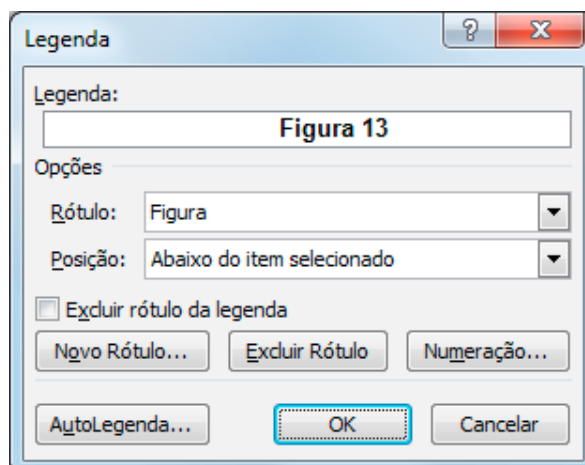 Legenda
Legenda:
Figura 13
Opções
Rótulo: Figura
Posição: Abaixo do item selecionado
Excluir rótulo da legenda
Novo Rótulo... Excluir Rótulo Numeração...
AutoLegenda... OK Cancelar